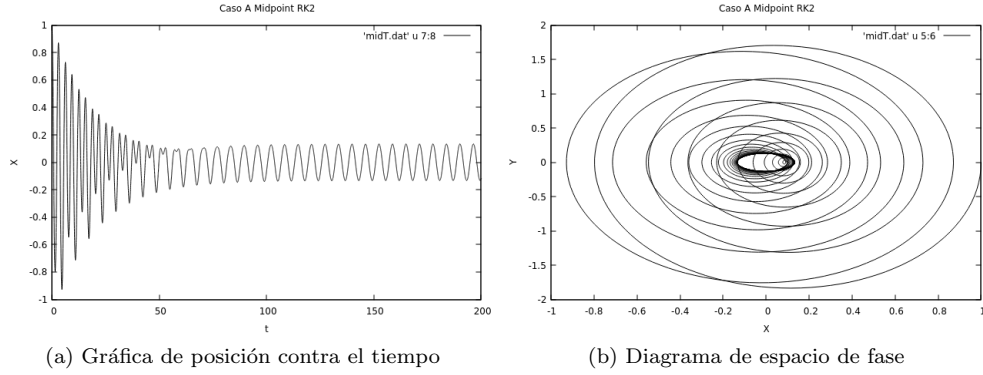 Caso A Midpoint RK2
'midT.dat' u 7:8
X
1
0.8
0.6
0.4
0.2
0
-0.2
-0.4
-0.6
-0.8
-1
0 50 100 150 200
t
(a) Gráfica de posición contra el tiempo
Caso A Midpoint RK2
'midT.dat' u 5:6
Y
2
1.5
1
0.5
0
-0.5
-1
-1.5
-2
-1 -0.8 -0.6 -0.4 -0.2 0 0.2 0.4 0.6 0.8 1
X
(b) Diagrama de espacio de fase